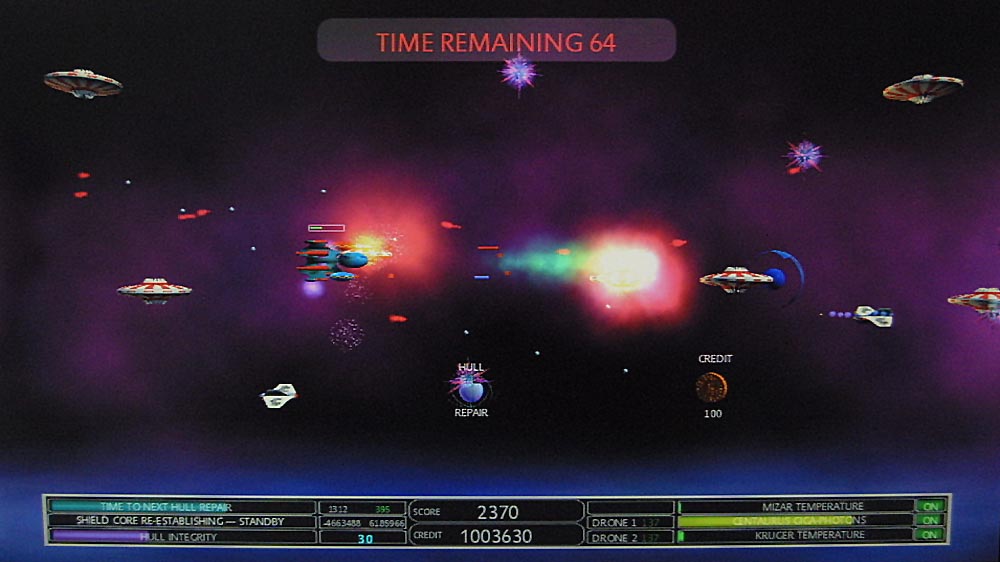 TIME REMAINING 64
HULL
REPAIR
CREDIT
100
TIME TO NEXT HULL REPAIR
SHIELD CORE RE-ESTABLISHING — STANDBY
HULL INTEGRITY
1312 395
-4663488 6185966
30
SCORE 2370
CREDIT 1003630
DRONE 1 137
DRONE 2 137
MIZAR TEMPERATURE ON
CENTAURUS GIGA-PHOTONS ON
KRUGER TEMPERATURE ON